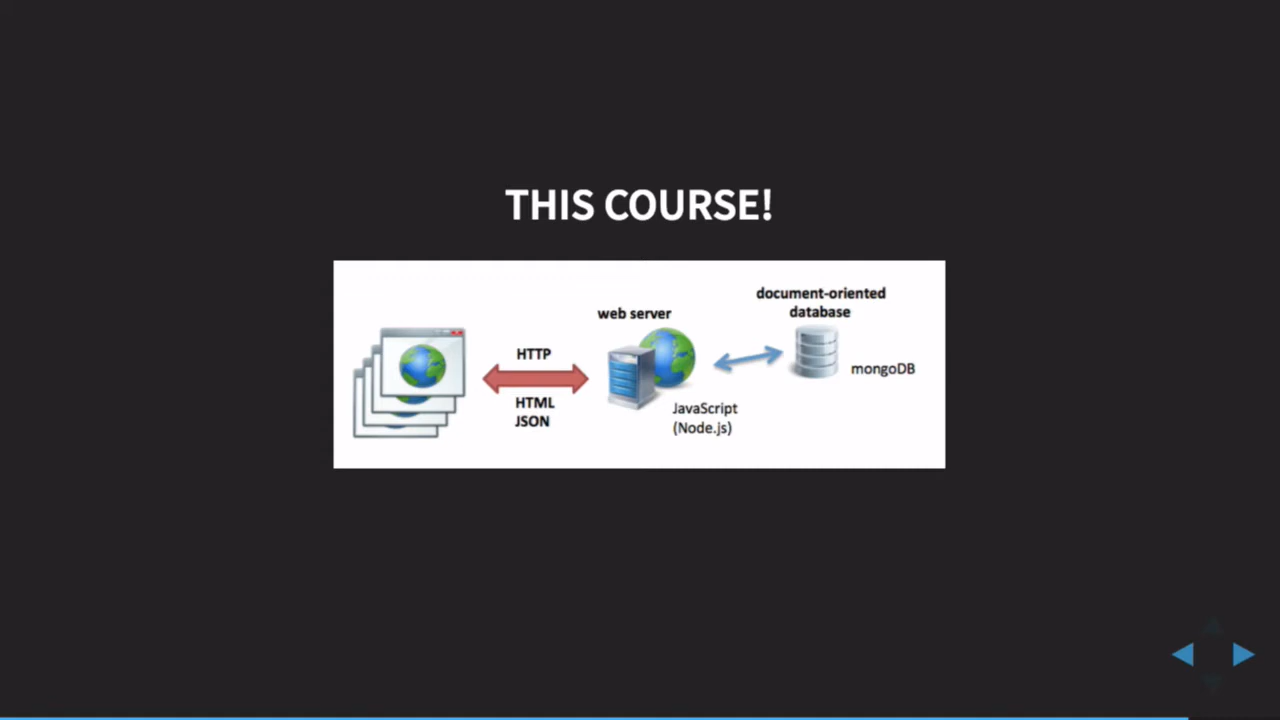 THIS COURSE!
HTTP
HTML
JSON
web server
JavaScript
(Node.js)
document-oriented
database
mongoDB